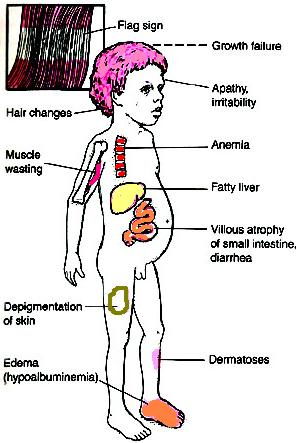 Flag sign
Growth failure
Hair changes
Apathy,
irritability
Muscle
wasting
Anemia
Fatty liver
Villous atrophy
of small intestine,
diarrhea
Depigmentation
of skin
Edema
(hypoalbuminemia)
Dermatoses